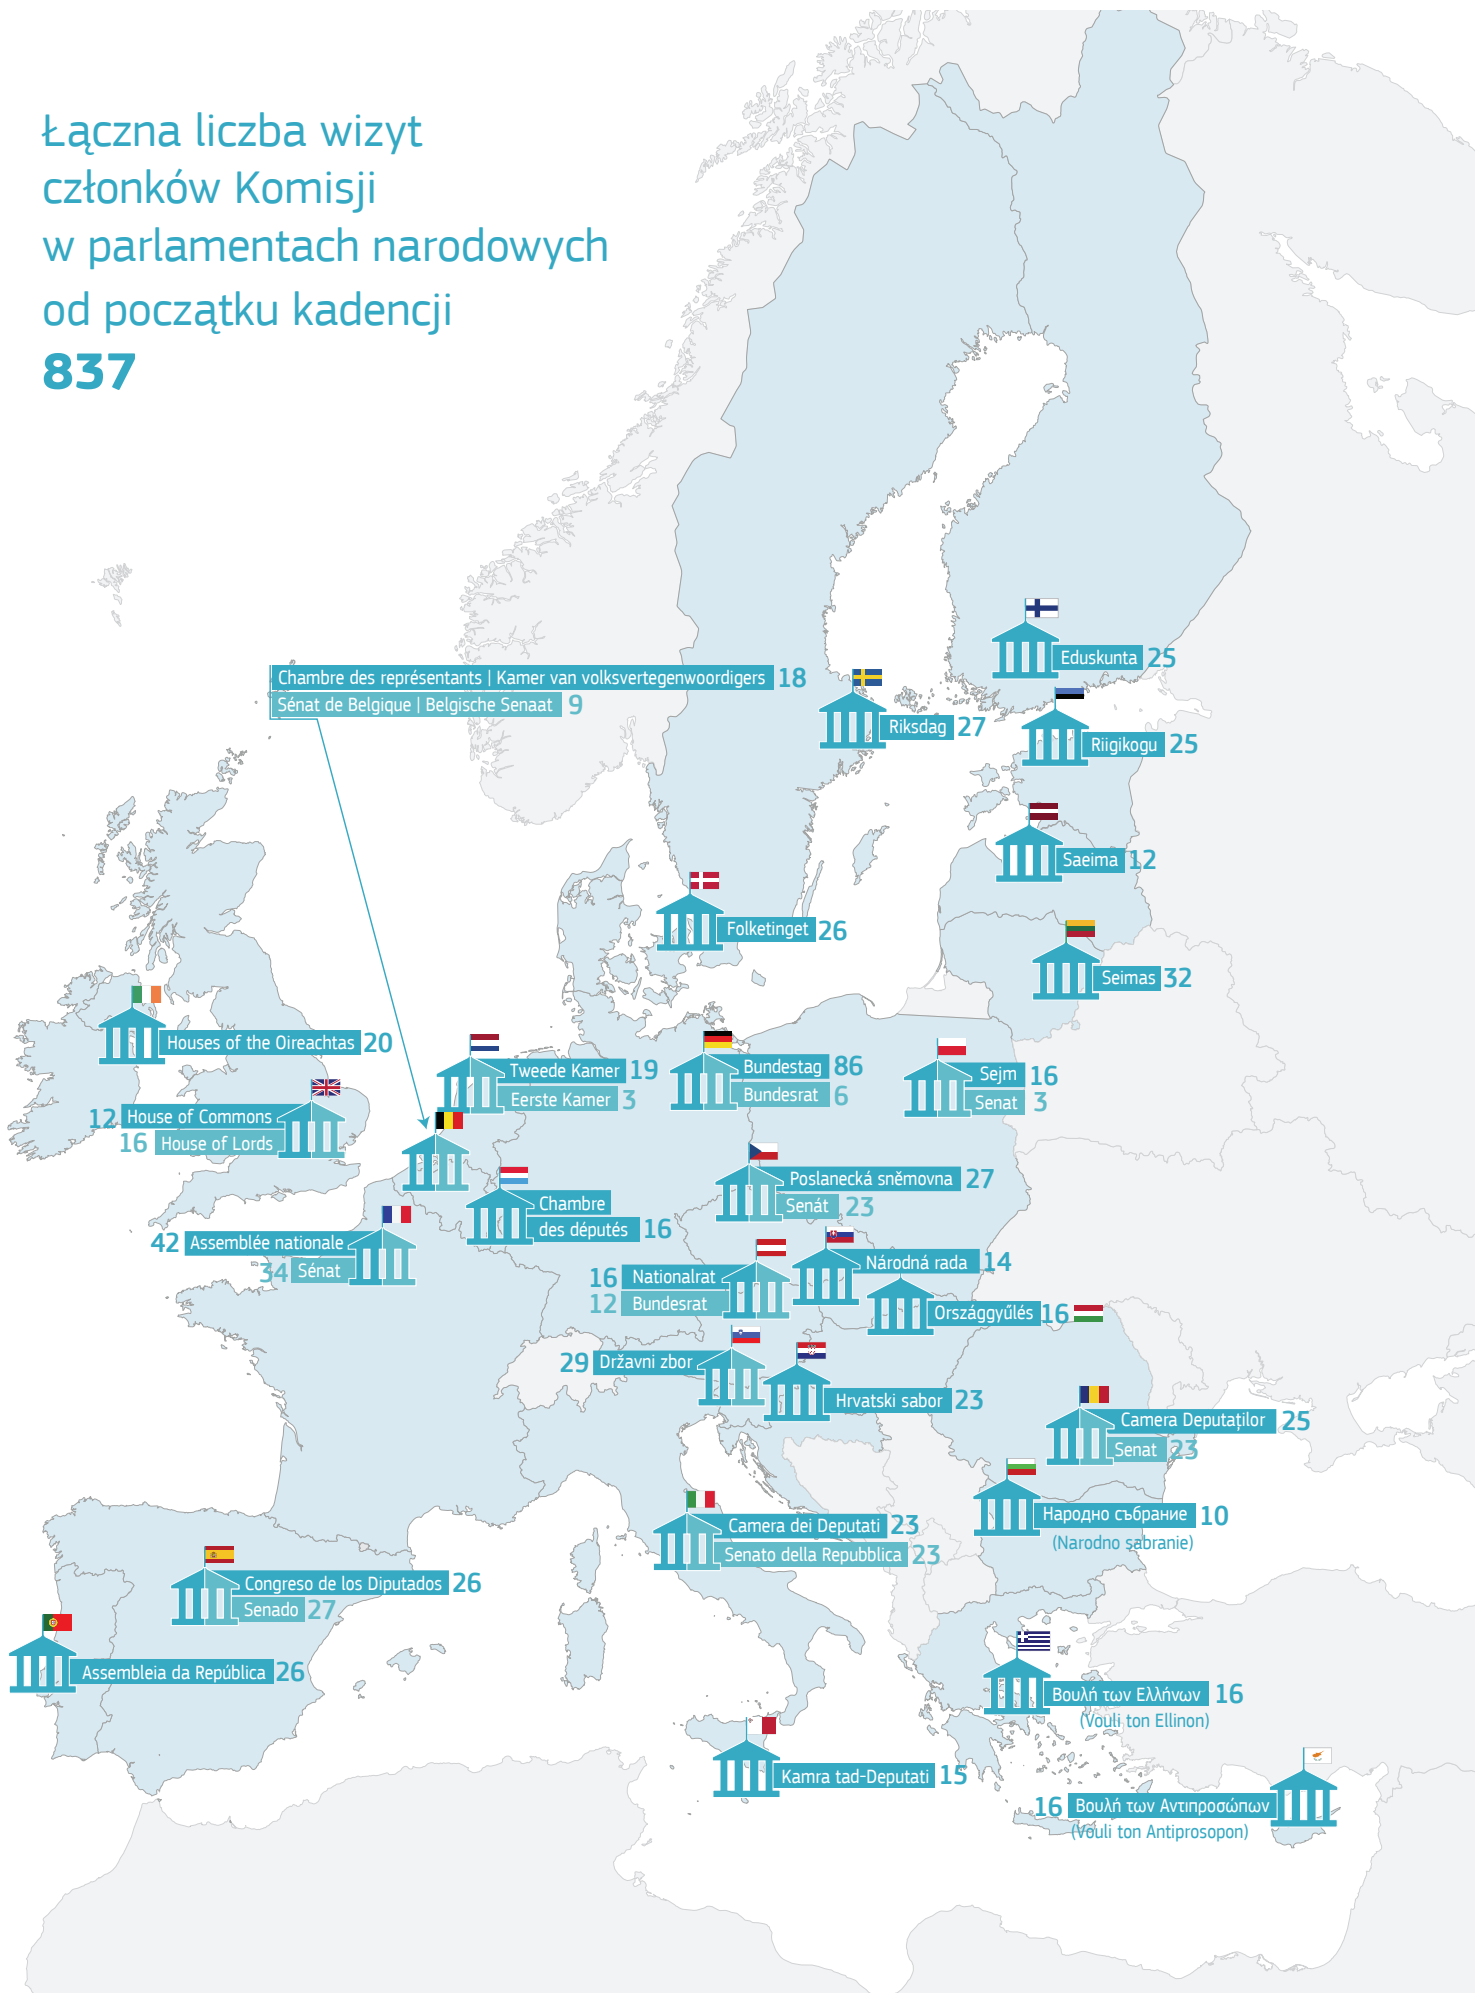 Łączna liczba wizyt
członków Komisji
w parlamentach narodowych
od początku kadencji
837
Eduskunta 25
Chambre des représentants | Kamer van volksvertegenwoordigers 18
Sénat de Belgique | Belgische Senaat 9
Riksdag 27
Riigikogu 25
Saeima 12
Folketinget 26
Seimas 32
Houses of the Oireachtas 20
Tweede Kamer 19
Eerste Kamer 3
Bundestag 86
Bundesrat 6
Sejm 16
Senat 3
12 House of Commons
16 House of Lords
Poslanecká sněmovna 27
Senát 23
Chambre
des députés 16
42 Assemblée nationale
34 Sénat
Národná rada 14
16 Nationalrat
12 Bundesrat
Országgyűlés 16
29 Državni zbor
Hrvatski sabor 23
Camera Deputaților 25
Senat 23
Народно събрание 10
(Narodno sabranie)
Camera dei Deputati 23
Senato della Repubblica 23
Congreso de los Diputados 26
Senado 27
Assembleia da República 26
Βουλή των Ελλήνων 16
(Vouli ton Ellinon)
Kamra tad-Deputati 15
16 Βουλή των Αντιπροσώπων
(Vouli ton Antiprosopon)